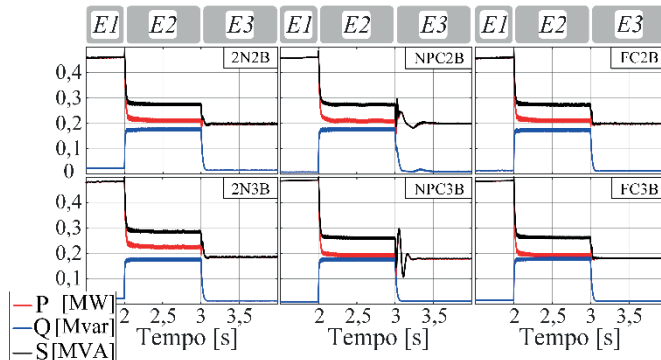 E1 E2 E3 E1 E2 E3 E1 E2 E3
2N2B NPC2B FC2B
0,4
0,3
0,2
0,1
0
2N3B NPC3B FC3B
0,4
0,3
0,2
0,1
P [MW]
Q [Mvar]
S [MVA]
2 2,5 3 3,5 2 2,5 3 3,5 2 2,5 3 3,5
Tempo [s] Tempo [s] Tempo [s]